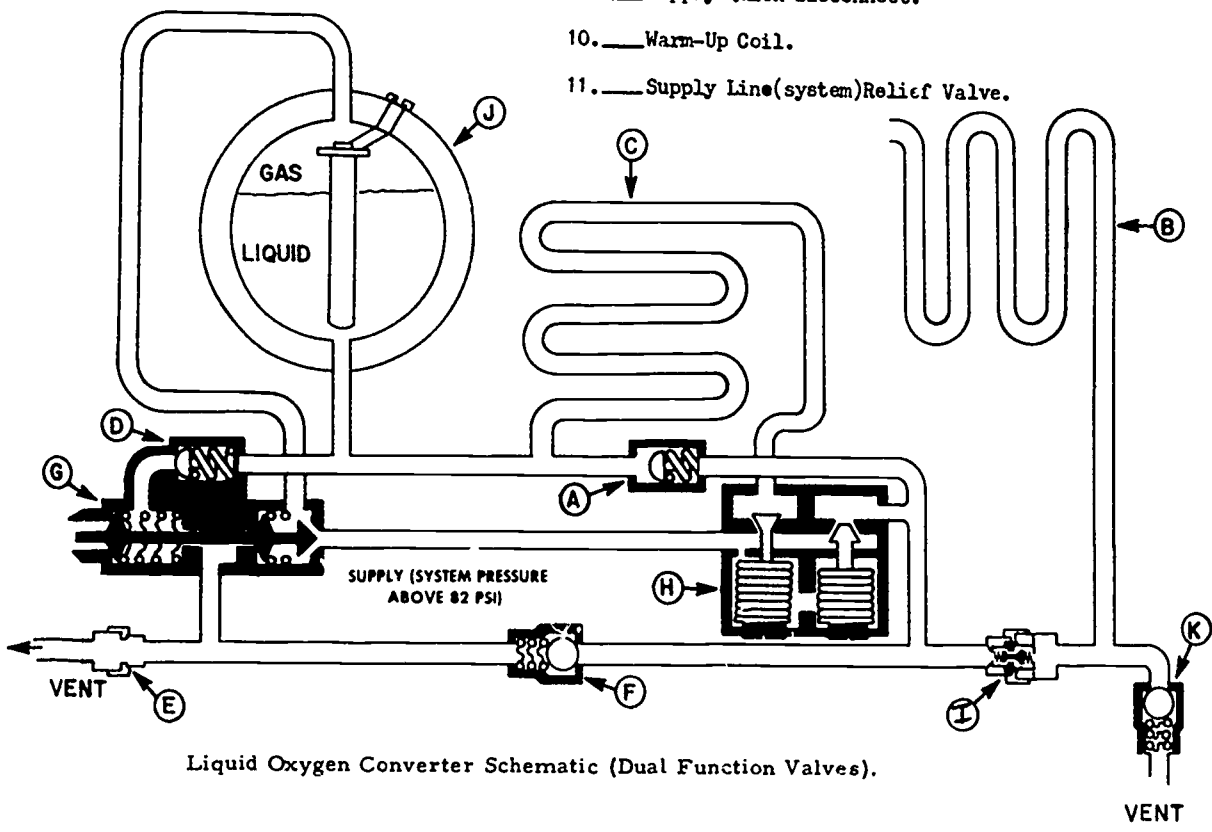 10.___Warm-Up Coil.
11.___Supply Line(system)Relief Valve.
J
GAS
LIQUID
C
B
D
G
A
H
SUPPLY (SYSTEM PRESSURE
ABOVE 82 PSI)
K
VENT
E
F
I
Liquid Oxygen Converter Schematic (Dual Function Valves).
VENT